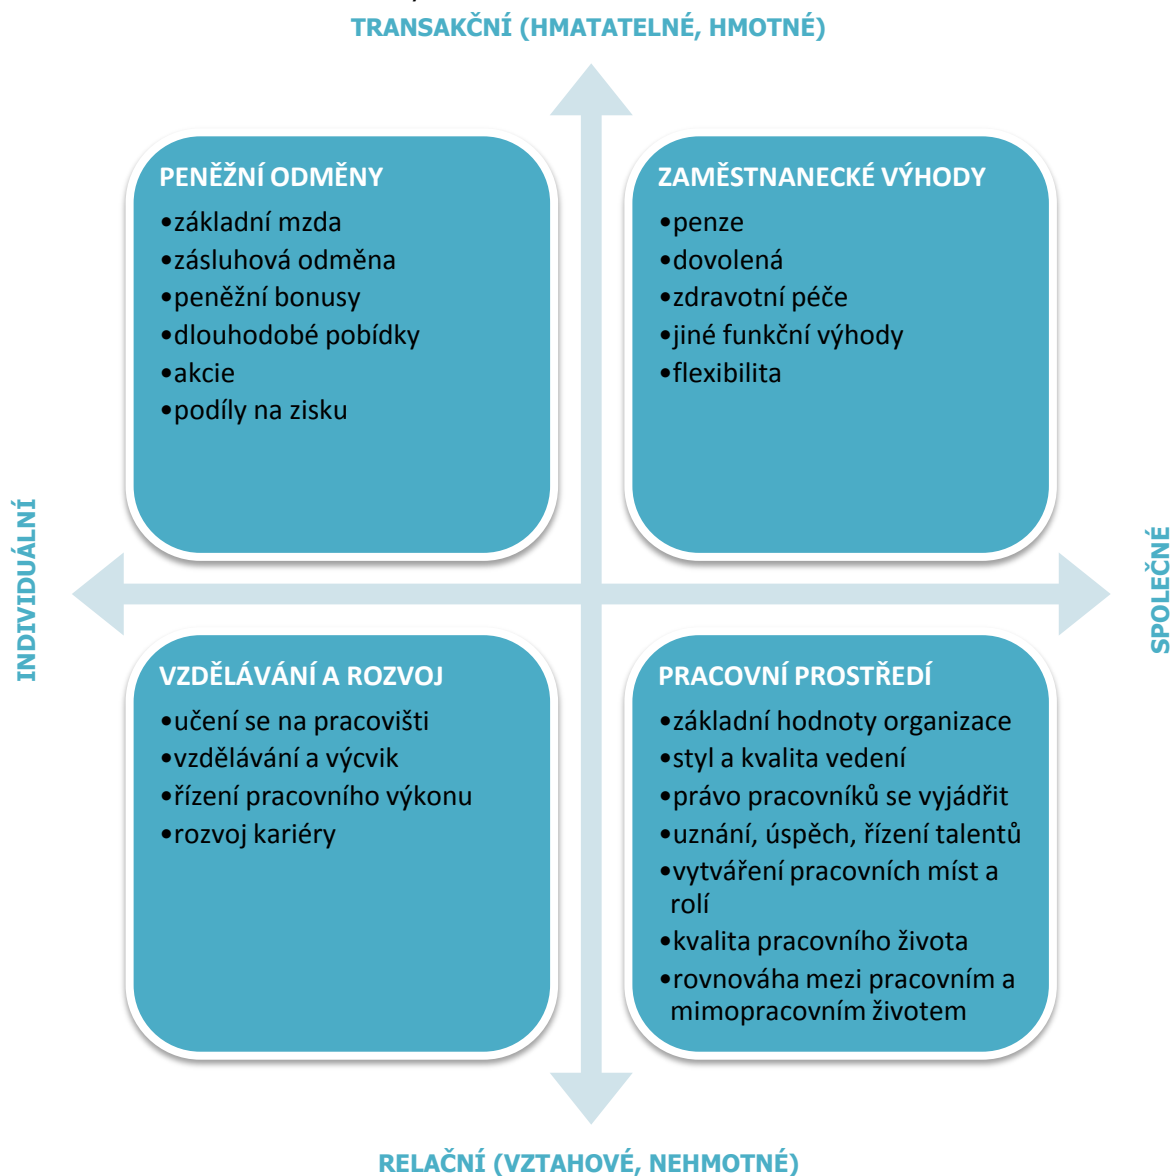 TRANSAKČNÍ (HMATATELNÉ, HMOTNÉ)
PENĚŽNÍ ODMĚNY
•základní mzda
•zásluhová odměna
•peněžní bonusy
•dlouhodobé pobídky
•akcie
•podíly na zisku
ZAMĚSTNANECKÉ VÝHODY
•penze
•dovolená
•zdravotní péče
•jiné funkční výhody
•flexibilita
INDIVIDUÁLNÍ
SPOLEČNÉ
VZDĚLÁVÁNÍ A ROZVOJ
•učení se na pracovišti
•vzdělávání a výcvik
•řízení pracovního výkonu
•rozvoj kariéry
PRACOVNÍ PROSTŘEDÍ
•základní hodnoty organizace
•styl a kvalita vedení
•právo pracovníků se vyjádřit
•uznání, úspěch, řízení talentů
•vytváření pracovních míst a
rolí
•kvalita pracovního života
•rovnováha mezi pracovním a
mimopracovním životem
RELAČNÍ (VZTAHOVÉ, NEHMOTNÉ)